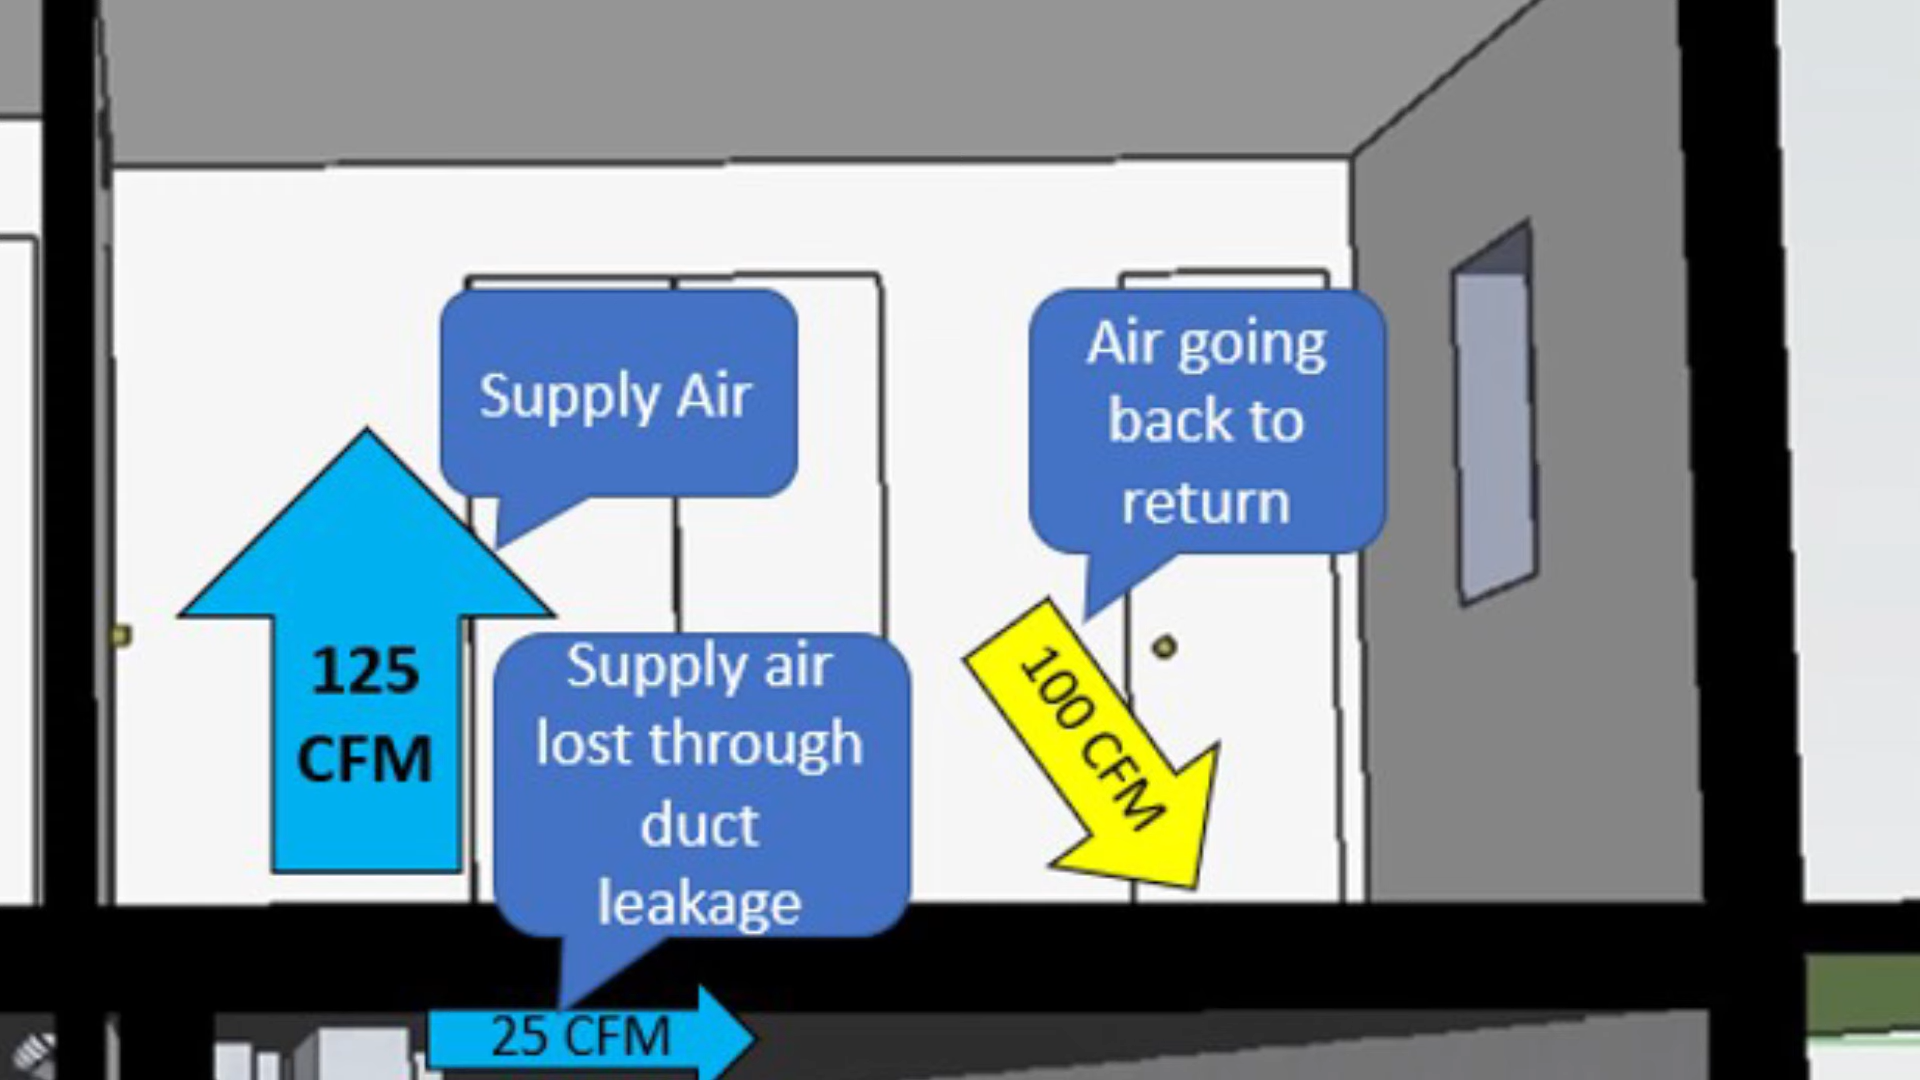 Supply Air
Air going
back to
return
125
CFM
Supply air
lost through
duct
leakage
100 CFM
25 CFM